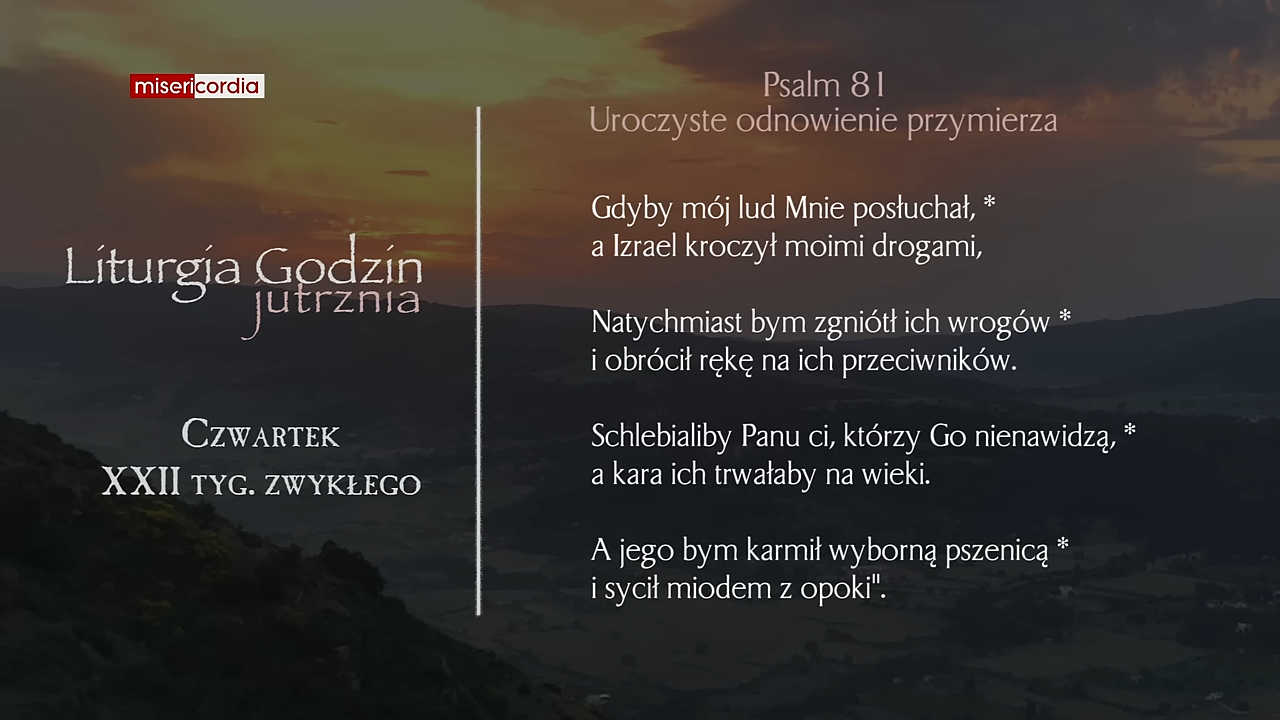 misericordia
Liturgia Godzin
jutrznia
Czwartek
XXII tyg. zwykłego
Psalm 81
Uroczyste odnowienie przymierza
Gdyby mój lud Mnie posłuchał, *
a Izrael kroczył moimi drogami,
Natychmiast bym zgniótł ich wrogów *
i obrócił rękę na ich przeciwników.
Schlebialiby Panu ci, którzy Go nienawidzą, *
a kara ich trwałaby na wieki.
A jego bym karmił wyborną pszenicą *
i sycił miodem z opoki".